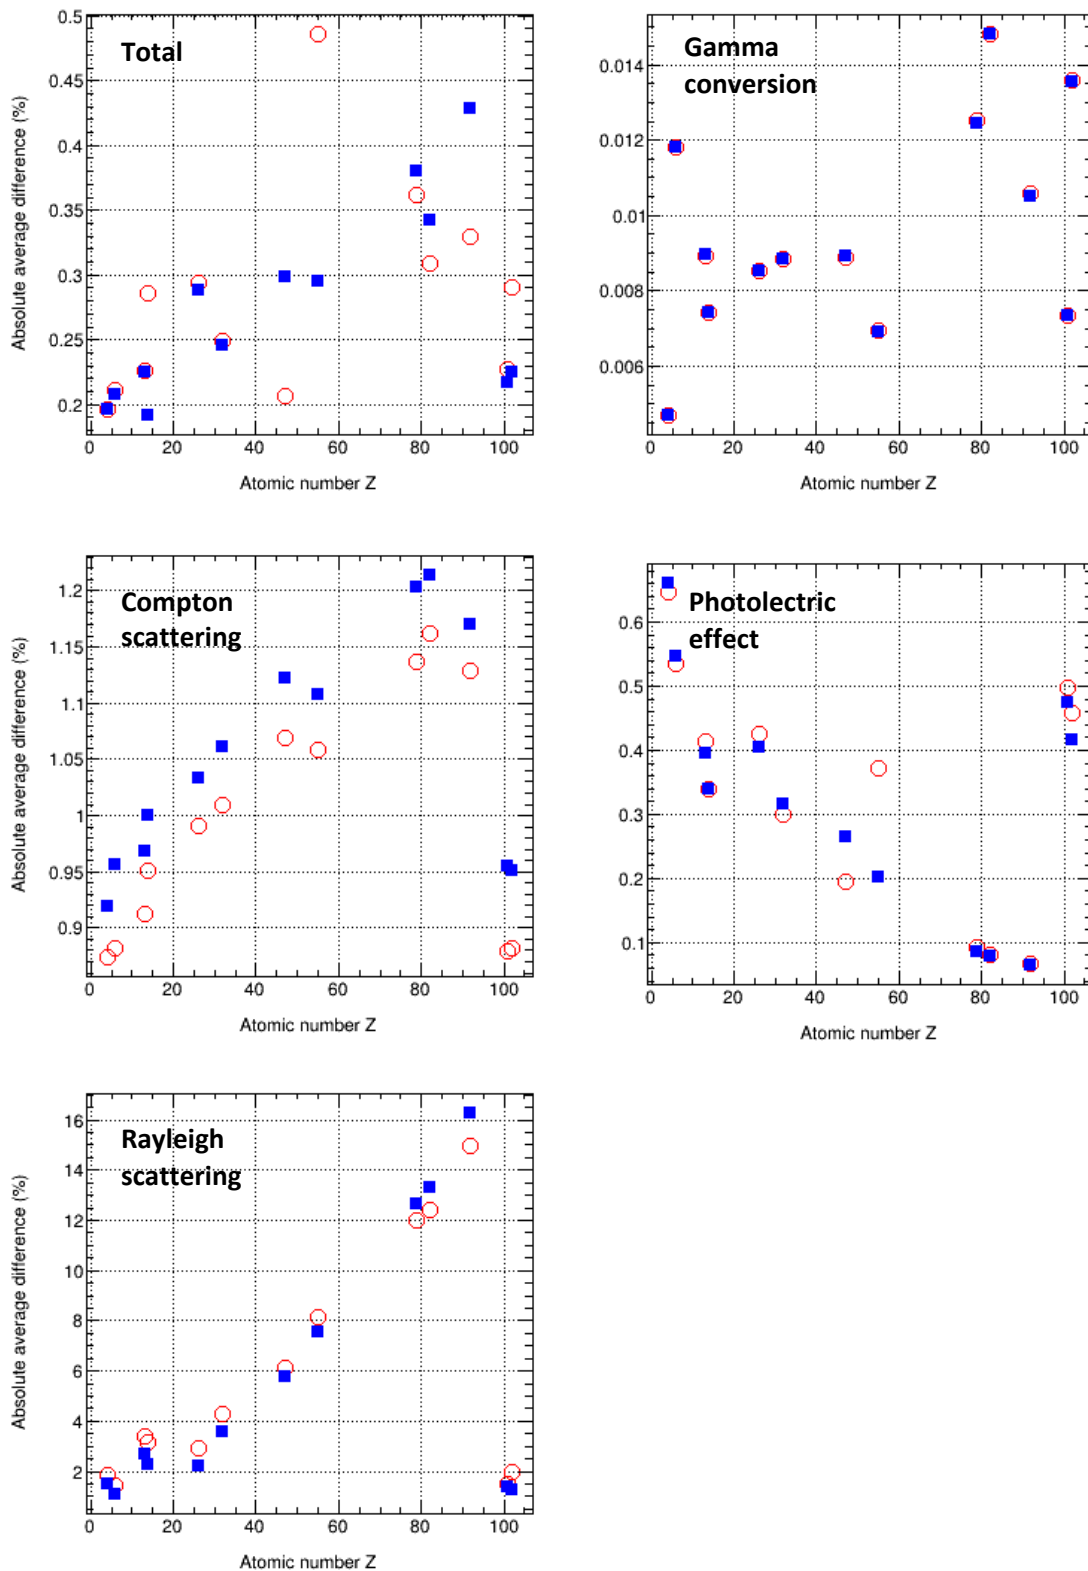 Total
Absolute average difference (%)
0.5
0.45
0.4
0.35
0.3
0.25
0.2
0 20 40 60 80 100
Atomic number Z
Gamma
conversion
0.014
0.012
0.01
0.008
0.006
0 20 40 60 80 100
Atomic number Z
Compton
scattering
Absolute average difference (%)
1.2
1.15
1.1
1.05
1
0.95
0.9
0 20 40 60 80 100
Atomic number Z
Photolectric
effect
0.6
0.5
0.4
0.3
0.2
0.1
0 20 40 60 80 100
Atomic number Z
Rayleigh
scattering
Absolute average difference (%)
16
14
12
10
8
6
4
2
0 20 40 60 80 100
Atomic number Z